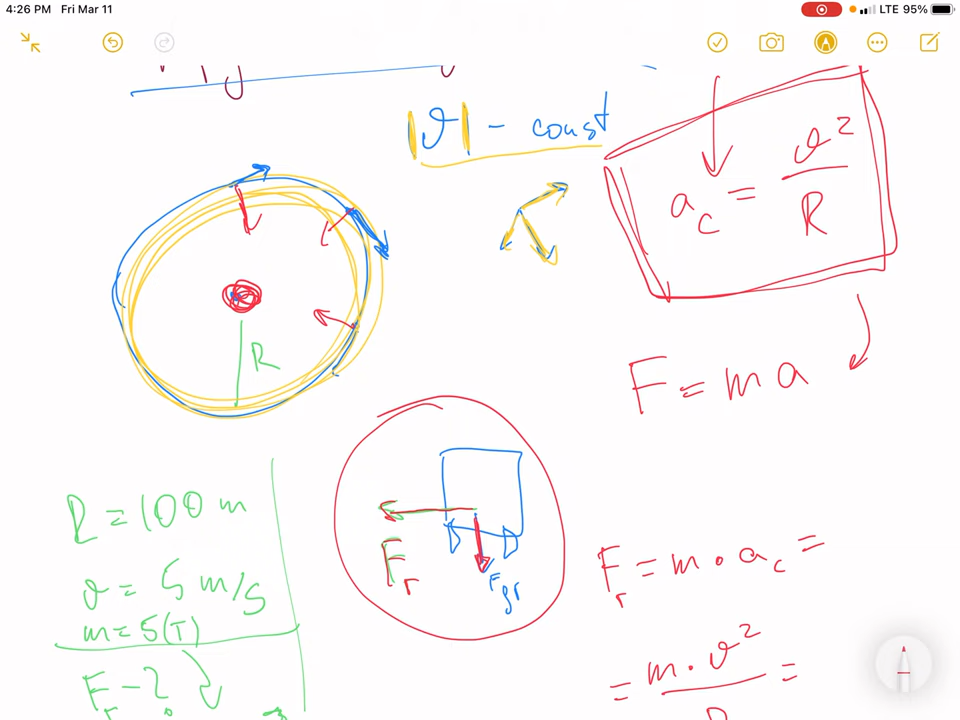 4:26 PM Fri Mar 11
LTE 95%
|ϑ| - const
a_c = ϑ² / R
R
F = ma
R = 100 m
ϑ = 5 m/s
m = 5(T)
F_r - ?
F_r
F_gr
F_r = m · a_c =
= m · ϑ² / R =